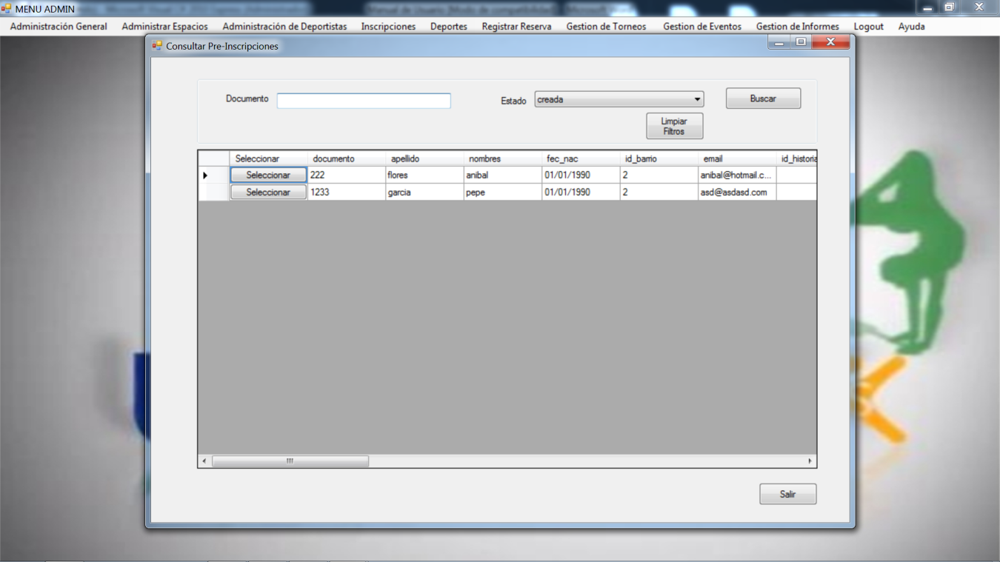 MENU ADMIN
Administración General Administrar Espacios Administración de Deportistas Inscripciones Deportes Registrar Reserva Gestion de Torneos Gestion de Eventos Gestion de Informes Logout Ayuda
Consultar Pre-Inscripciones
Documento Estado creada Buscar
Limpiar
Filtros
Seleccionar documento apellido nombres fec_nac id_barrio email id_historia
Seleccionar 222 flores anibal 01/01/1990 2 anibal@hotmail.c...
Seleccionar 1233 garcia pepe 01/01/1990 2 asd@asdasd.com
Salir